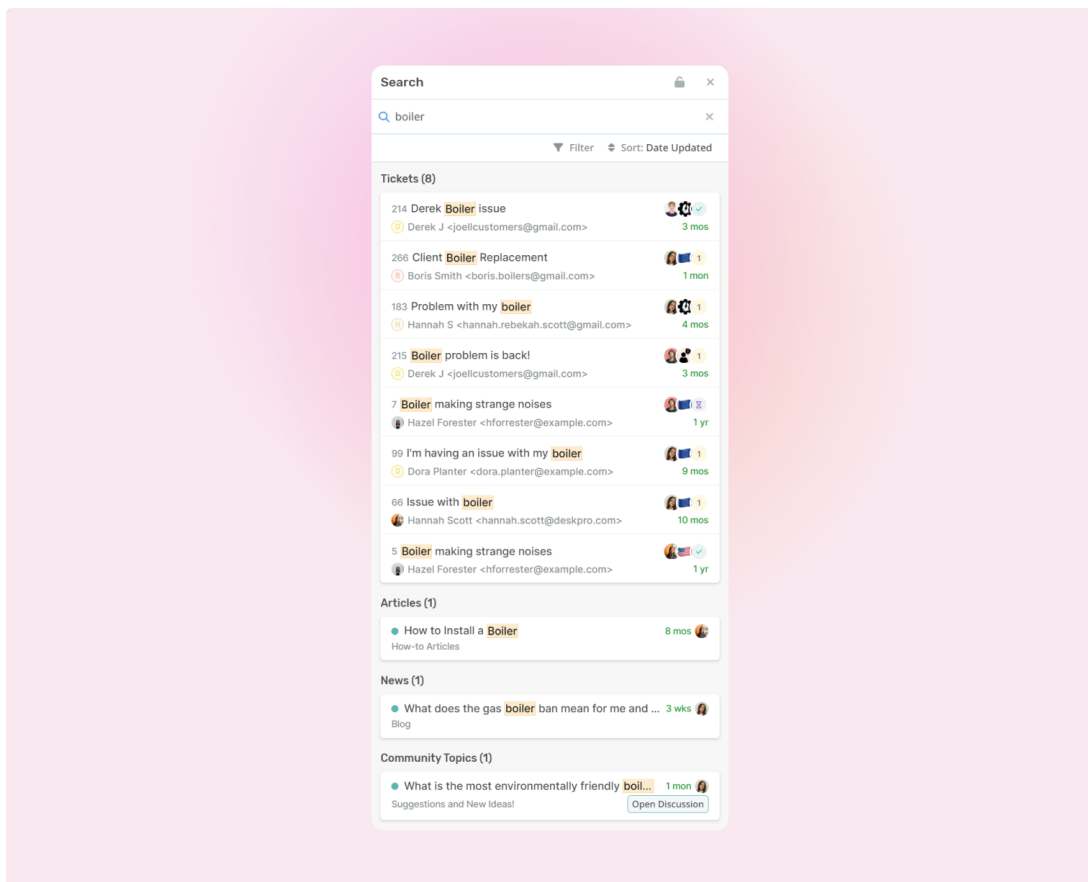 Search
boiler
Filter Sort: Date Updated
Tickets (8)
214 Derek Boiler issue
D Derek J <joellcustomers@gmail.com> 3 mos
266 Client Boiler Replacement 1
B Boris Smith <boris.boilers@gmail.com> 1 mon
183 Problem with my boiler 1
H Hannah S <hannah.rebekah.scott@gmail.com> 4 mos
215 Boiler problem is back! 1
D Derek J <joellcustomers@gmail.com> 3 mos
7 Boiler making strange noises
Hazel Forester <hforrester@example.com> 1 yr
99 I'm having an issue with my boiler 1
D Dora Planter <dora.planter@example.com> 9 mos
66 Issue with boiler 1
Hannah Scott <hannah.scott@deskpro.com> 10 mos
5 Boiler making strange noises
Hazel Forester <hforrester@example.com> 1 yr
Articles (1)
How to Install a Boiler 8 mos
How-to Articles
News (1)
What does the gas boiler ban mean for me and ... 3 wks
Blog
Community Topics (1)
What is the most environmentally friendly boil... 1 mon
Suggestions and New Ideas! Open Discussion